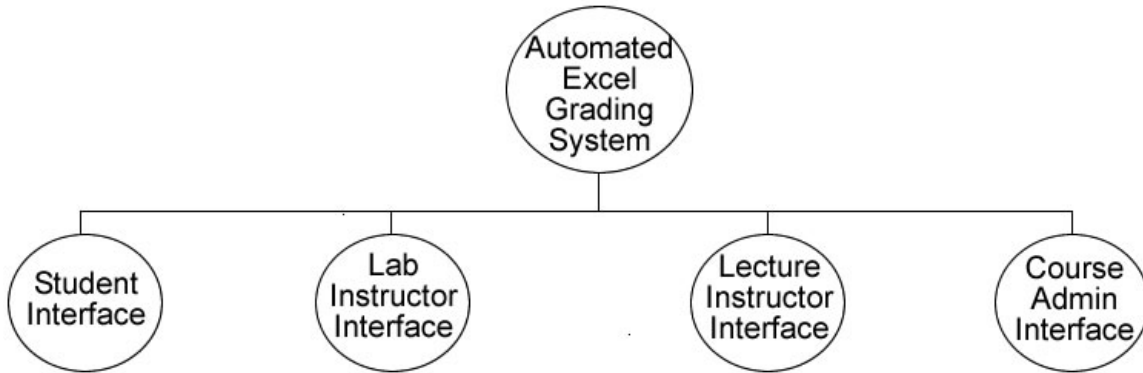 Automated
Excel
Grading
System
Student
Interface
Lab
Instructor
Interface
Lecture
Instructor
Interface
Course
Admin
Interface